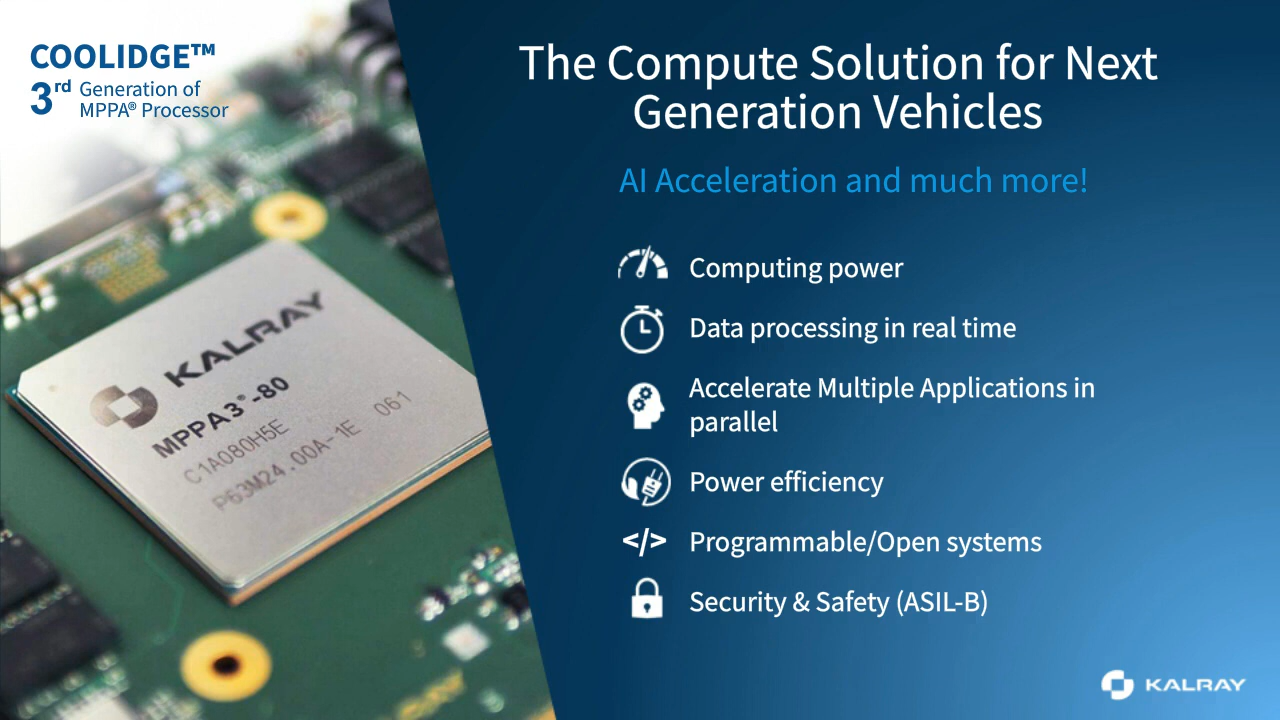 COOLIDGE™
3rd Generation of
MPPA® Processor
KALRAY
MPPA3®-80
C1A080H5E
P63M24.00A-1E 061
The Compute Solution for Next
Generation Vehicles
AI Acceleration and much more!
Computing power
Data processing in real time
Accelerate Multiple Applications in
parallel
Power efficiency
</> Programmable/Open systems
Security & Safety (ASIL-B)
KALRAY